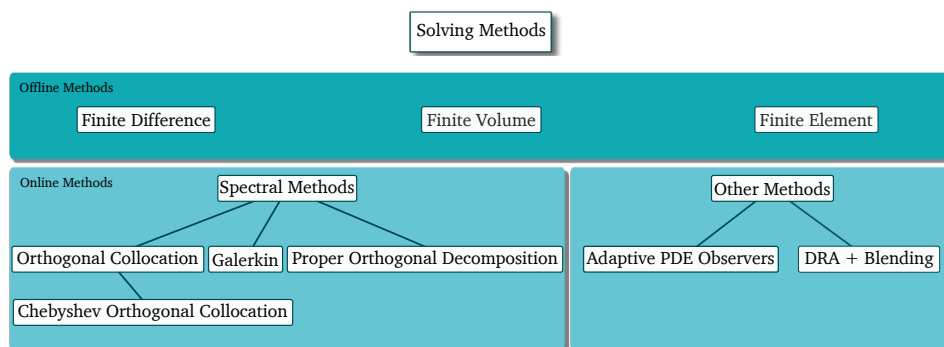 Solving Methods
Offline Methods
Finite Difference
Finite Volume
Finite Element
Online Methods
Spectral Methods
Other Methods
Orthogonal Collocation
Galerkin
Proper Orthogonal Decomposition
Adaptive PDE Observers
DRA + Blending
Chebyshev Orthogonal Collocation